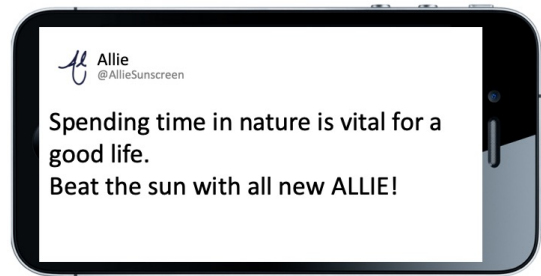 Allie
@AllieSunscreen
Spending time in nature is vital for a
good life.
Beat the sun with all new ALLIE!